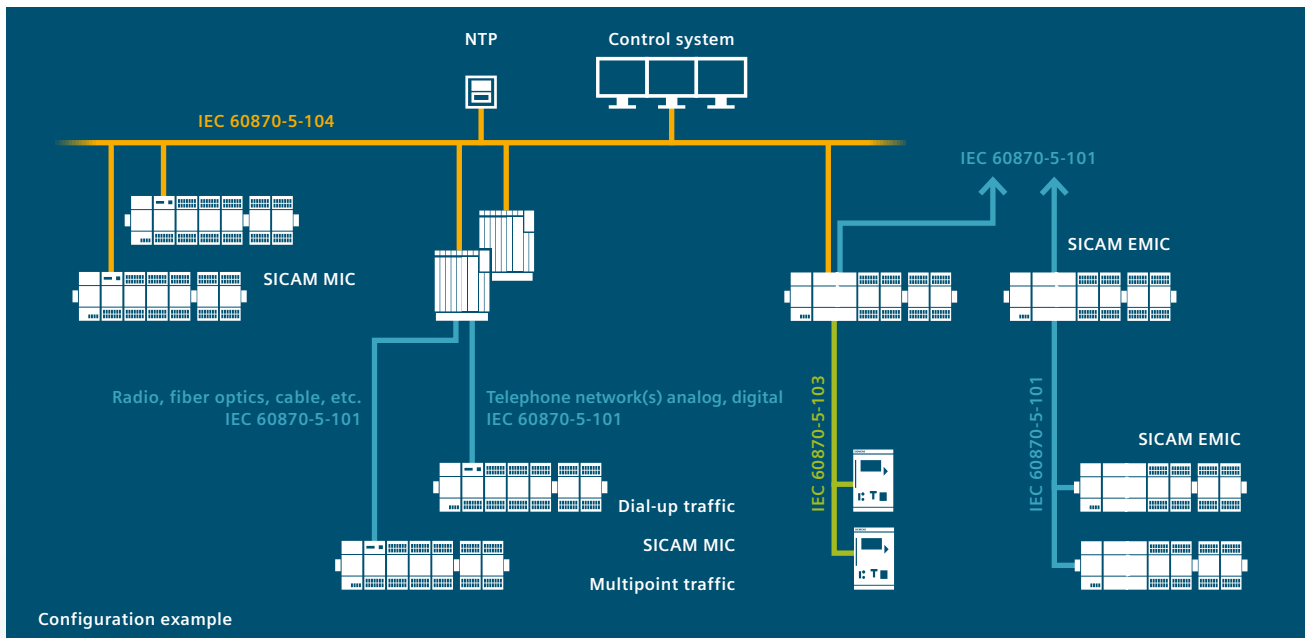 NTP
Control system
IEC 60870-5-104
IEC 60870-5-101
SICAM EMIC
SICAM MIC
Radio, fiber optics, cable, etc.
IEC 60870-5-101
Telephone network(s) analog, digital
IEC 60870-5-101
IEC 60870-5-103
IEC 60870-5-101
SICAM EMIC
Dial-up traffic
SICAM MIC
Multipoint traffic
Configuration example